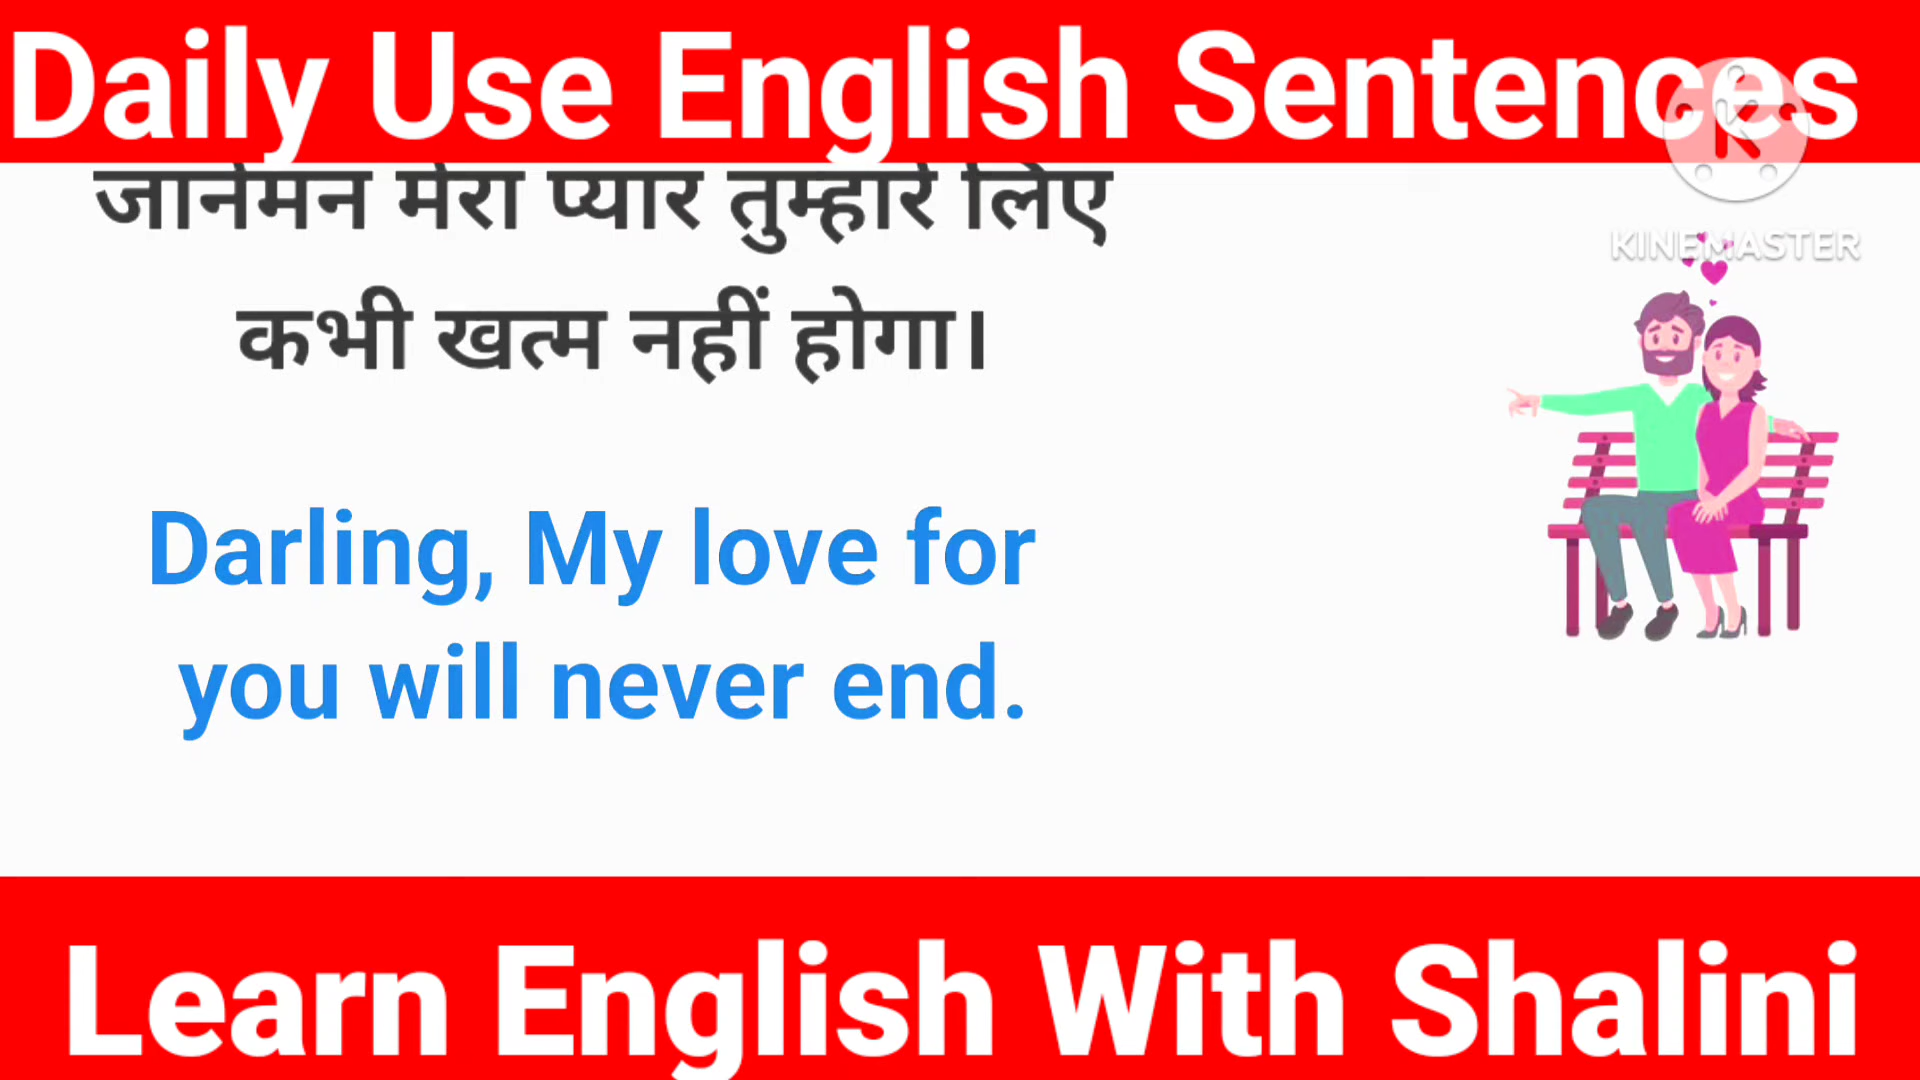 Daily Use English Sentences
जानेमन मेरा प्यार तुम्हारे लिए
कभी खत्म नहीं होगा।
KINEMASTER
Darling, My love for
you will never end.
Learn English With Shalini